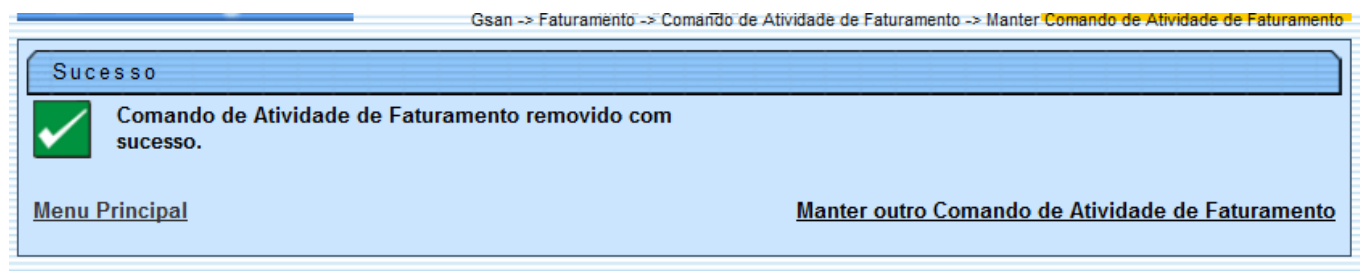 Gsan -> Faturamento -> Comando de Atividade de Faturamento -> Manter Comando de Atividade de Faturamento
Sucesso
Comando de Atividade de Faturamento removido com
sucesso.
Menu Principal
Manter outro Comando de Atividade de Faturamento